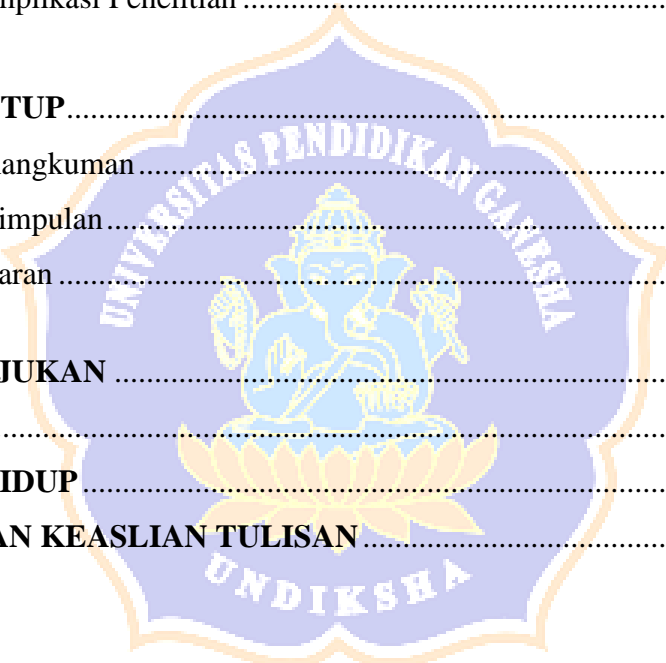 mplikasi Penelitian ................................................................
TUP................................................................
angkuman................................................................
impulan................................................................
aran ................................................................
JUKAN ................................................................
................................................................
IDUP................................................................
AN KEASLIAN TULISAN................................................................
UNIVERSITAS PENDIDIKAN GANESHA
UNDIKSHA